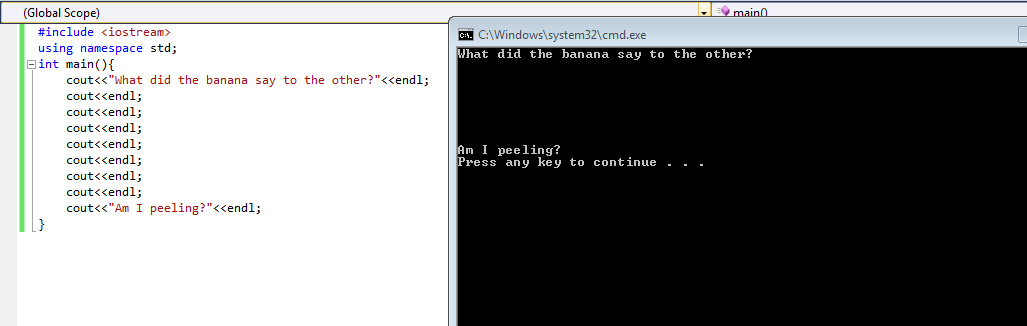 (Global Scope)
main()
#include <iostream>
using namespace std;
int main(){
cout<<"What did the banana say to the other?"<<endl;
cout<<endl;
cout<<endl;
cout<<endl;
cout<<endl;
cout<<endl;
cout<<endl;
cout<<endl;
cout<<"Am I peeling?"<<endl;
}
C:\Windows\system32\cmd.exe
What did the banana say to the other?
Am I peeling?
Press any key to continue . . .